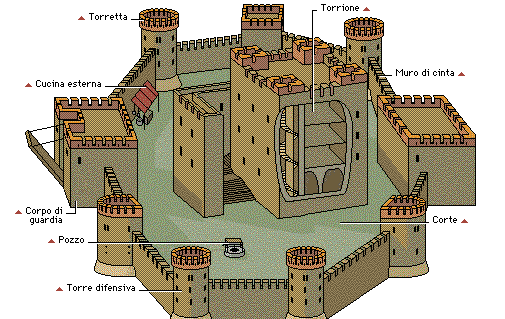 Torretta
Torrione
Cucina esterna
Muro di cinta
Corpo di
guardia
Corte
Pozzo
Torre difensiva